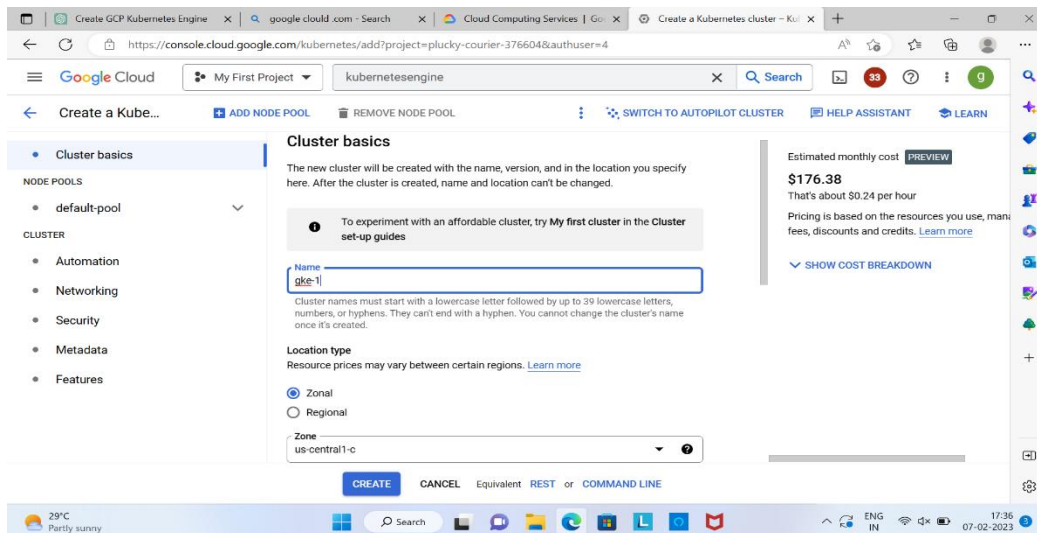 Create GCP Kubernetes Engine
google clould .com - Search
Cloud Computing Services | Go
Create a Kubernetes cluster – Ku
https://console.cloud.google.com/kubernetes/add?project=plucky-courier-376604&authuser=4
Google Cloud
My First Project
kubernetesengine
Search
33
g
Create a Kube...
ADD NODE POOL
REMOVE NODE POOL
SWITCH TO AUTOPILOT CLUSTER
HELP ASSISTANT
LEARN
Cluster basics
NODE POOLS
default-pool
CLUSTER
Automation
Networking
Security
Metadata
Features
Cluster basics
The new cluster will be created with the name, version, and in the location you specify
here. After the cluster is created, name and location can't be changed.
To experiment with an affordable cluster, try My first cluster in the Cluster
set-up guides
Name
gke-1
Cluster names must start with a lowercase letter followed by up to 39 lowercase letters,
numbers, or hyphens. They can't end with a hyphen. You cannot change the cluster's name
once it's created.
Location type
Resource prices may vary between certain regions. Learn more
Zonal
Regional
Zone
us-central1-c
Estimated monthly cost PREVIEW
$176.38
That's about $0.24 per hour
Pricing is based on the resources you use, mana
fees, discounts and credits. Learn more
SHOW COST BREAKDOWN
CREATE CANCEL Equivalent REST or COMMAND LINE
29°C
Partly sunny
Search
L
ENG
IN
17:36
07-02-2023
3